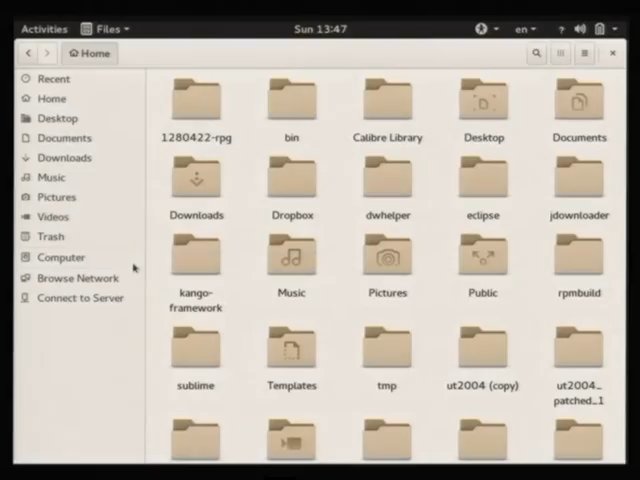 Activities Files Sun 13:47 en ?
Home
Recent
Home
Desktop
Documents
Downloads
Music
Pictures
Videos
Trash
Computer
Browse Network
Connect to Server
1280422-rpg bin Calibre Library Desktop Documents
Downloads Dropbox dwhelper eclipse jdownloader
kango-
framework
Music Pictures Public rpmbuild
sublime Templates tmp ut2004 (copy) ut2004_
patched_1